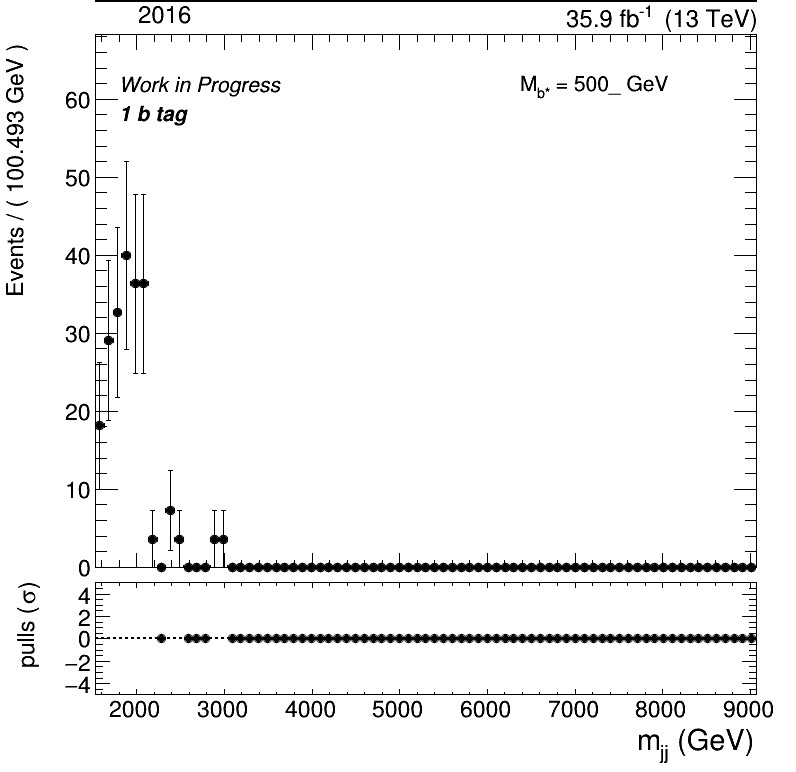 2016 35.9 fb⁻¹ (13 TeV)
Work in Progress
1 b tag
M_b* = 500_ GeV
Events / ( 100.493 GeV )
60
50
40
30
20
10
0
pulls (σ)
4
2
0
−2
−4
2000 3000 4000 5000 6000 7000 8000 9000
m_jj (GeV)